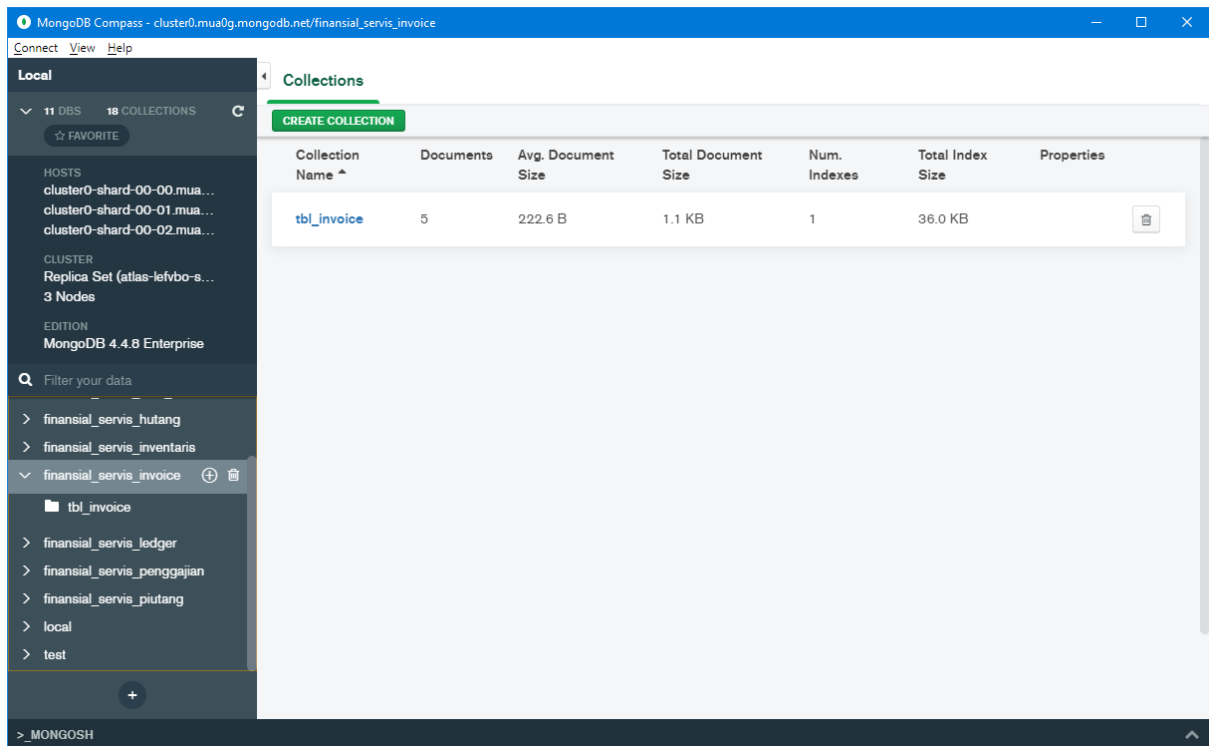 MongoDB Compass - cluster0.mua0g.mongodb.net/finansial_servis_invoice
Connect View Help
Local
11 DBS 18 COLLECTIONS
FAVORITE
HOSTS
cluster0-shard-00-00.mua...
cluster0-shard-00-01.mua...
cluster0-shard-00-02.mua...
CLUSTER
Replica Set (atlas-lefvbo-s...
3 Nodes
EDITION
MongoDB 4.4.8 Enterprise
Filter your data
finansial_servis_hutang
finansial_servis_inventaris
finansial_servis_invoice
tbl_invoice
finansial_servis_ledger
finansial_servis_penggajian
finansial_servis_piutang
local
test
+
>_MONGOSH
Collections
CREATE COLLECTION
Collection Name Documents Avg. Document Size Total Document Size Num. Indexes Total Index Size Properties
tbl_invoice 5 222.6 B 1.1 KB 1 36.0 KB